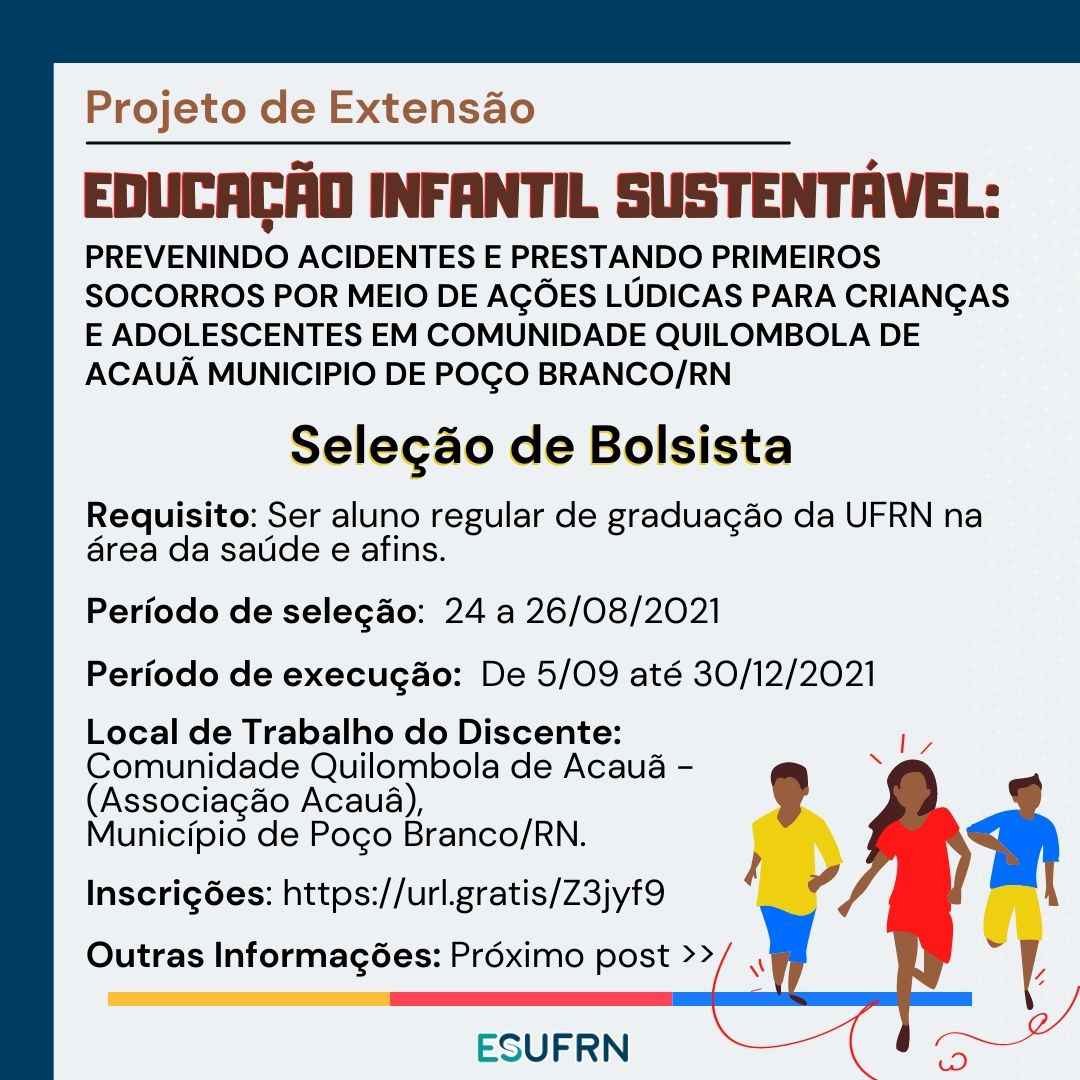 Projeto de Extensão
EDUCAÇÃO INFANTIL SUSTENTÁVEL:
PREVENINDO ACIDENTES E PRESTANDO PRIMEIROS
SOCORROS POR MEIO DE AÇÕES LÚDICAS PARA CRIANÇAS
E ADOLESCENTES EM COMUNIDADE QUILOMBOLA DE
ACAUÃ MUNICIPIO DE POÇO BRANCO/RN
Seleção de Bolsista
Requisito: Ser aluno regular de graduação da UFRN na
área da saúde e afins.
Período de seleção: 24 a 26/08/2021
Período de execução: De 5/09 até 30/12/2021
Local de Trabalho do Discente:
Comunidade Quilombola de Acauã -
(Associação Acauâ),
Município de Poço Branco/RN.
Inscrições: https://url.gratis/Z3jyf9
Outras Informações: Próximo post >>
ESUFRN